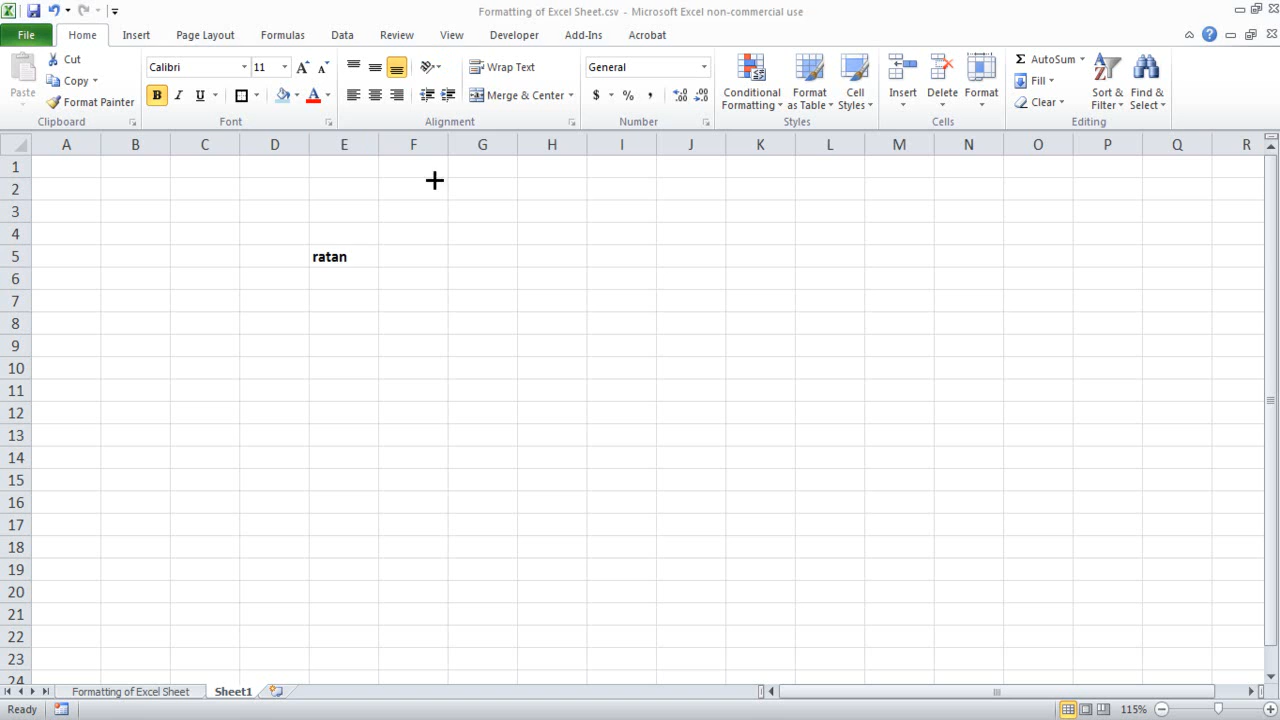 Formatting of Excel Sheet.csv - Microsoft Excel non-commercial use
File Home Insert Page Layout Formulas Data Review View Developer Add-Ins Acrobat
Paste
Cut
Copy
Format Painter
Clipboard
Calibri 11
B I U
Font
Wrap Text
Merge & Center
Alignment
General
$ % ,
Number
Conditional Formatting
Format as Table
Cell Styles
Styles
Insert Delete Format
Cells
Σ AutoSum
Fill
Clear
Sort & Filter
Find & Select
Editing
A B C D E F G H I J K L M N O P Q R
1
2
3
4
5 ratan
6
7
8
9
10
11
12
13
14
15
16
17
18
19
20
21
22
23
24
Formatting of Excel Sheet Sheet1
Ready 115%